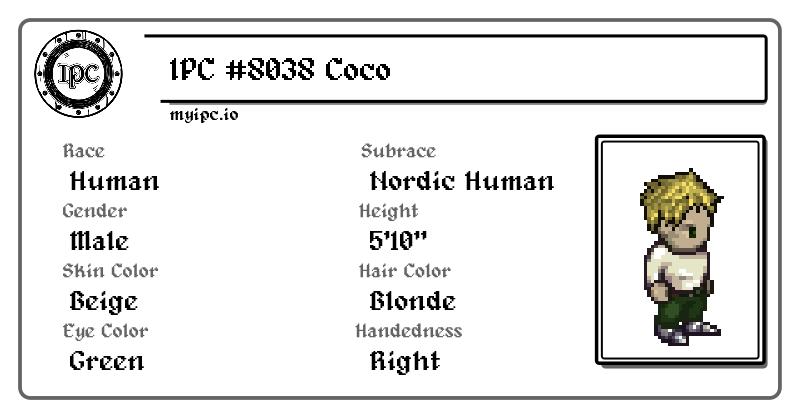 IPC
IPC #8038 Coco
myipc.io
Race
Human
Subrace
Nordic Human
Gender
Male
Height
5'10"
Skin Color
Beige
Hair Color
Blonde
Eye Color
Green
Handedness
Right